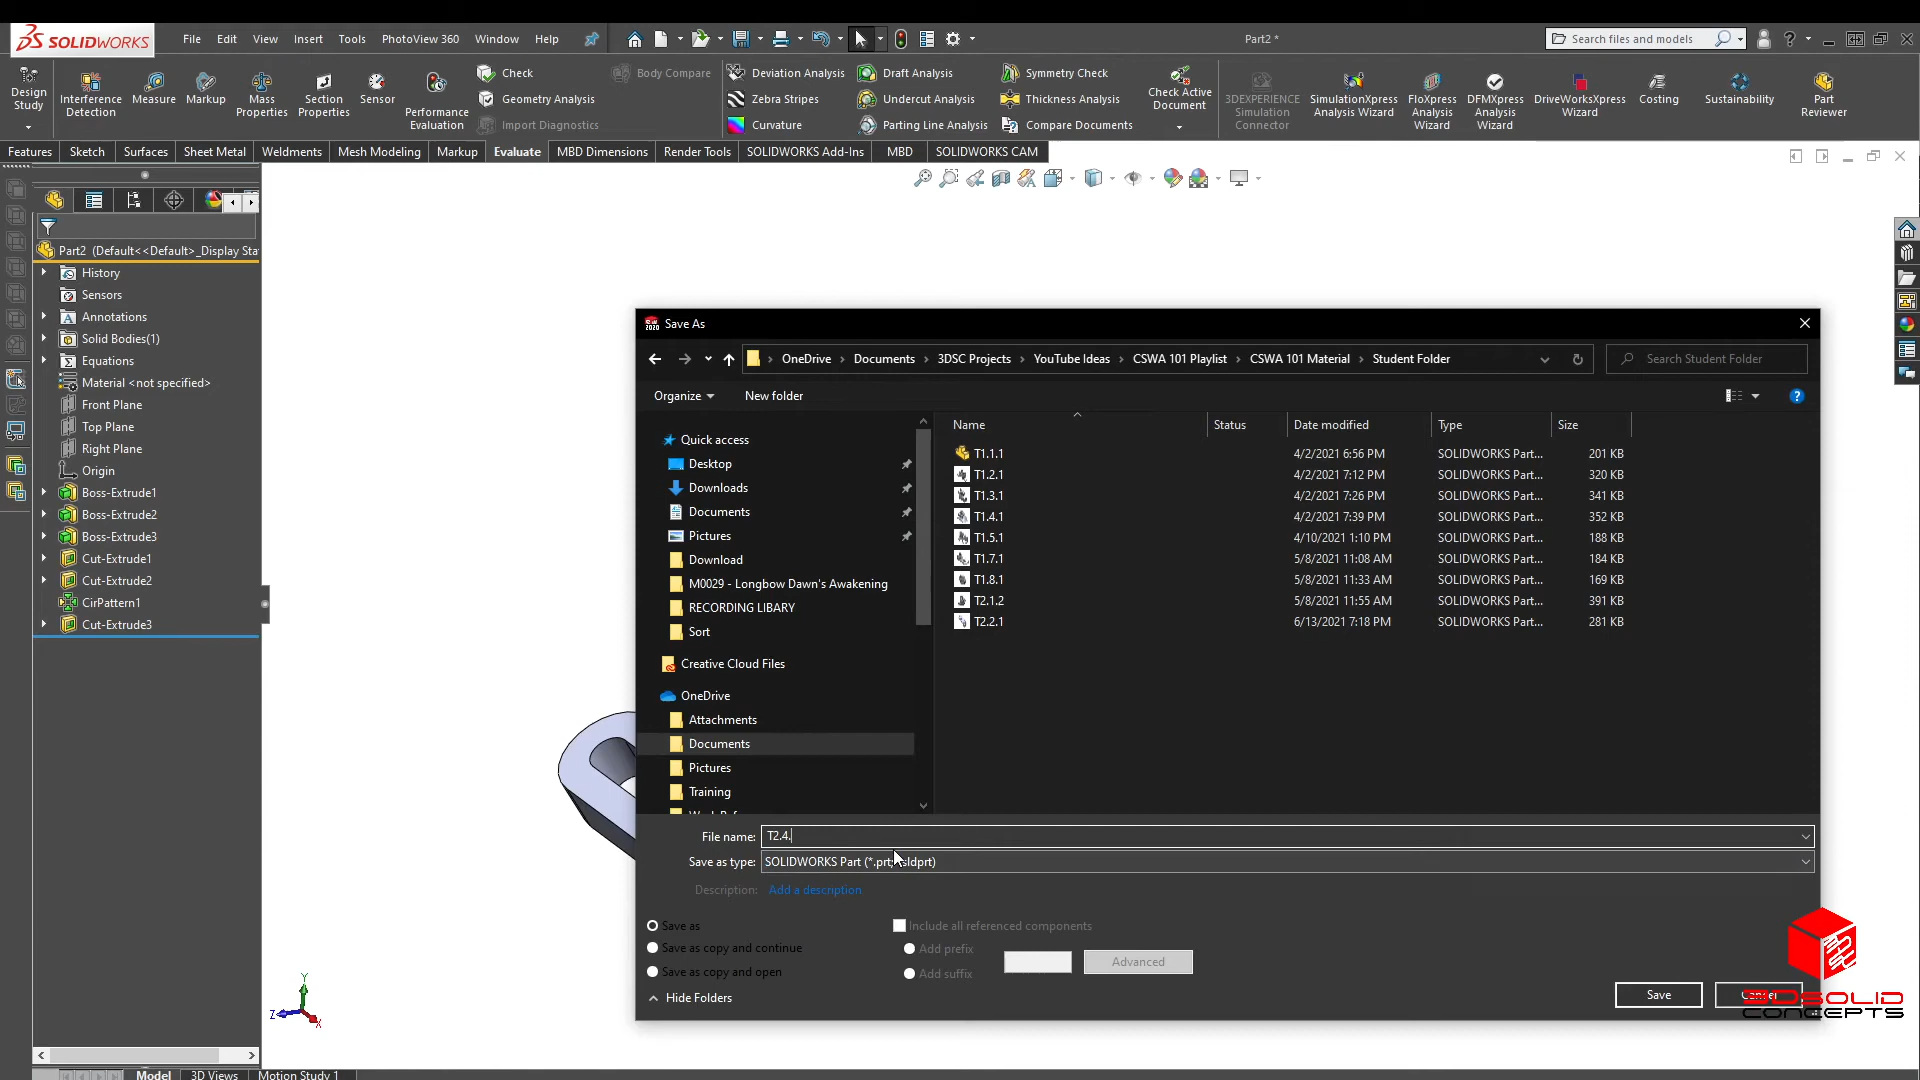 SOLIDWORKS File Edit View Insert Tools PhotoView 360 Window Help Part2 * Search files and models
Design Study
Interference Detection
Measure
Markup
Mass Properties
Section Properties
Sensor
Performance Evaluation
Check
Geometry Analysis
Import Diagnostics
Body Compare
Deviation Analysis
Zebra Stripes
Curvature
Draft Analysis
Undercut Analysis
Parting Line Analysis
Symmetry Check
Thickness Analysis
Compare Documents
Check Active Document
3DEXPERIENCE Simulation Connector
SimulationXpress Analysis Wizard
FloXpress Analysis Wizard
DFMXpress Analysis Wizard
DriveWorksXpress Wizard
Costing
Sustainability
Part Reviewer
Features Sketch Surfaces Sheet Metal Weldments Mesh Modeling Markup Evaluate MBD Dimensions Render Tools SOLIDWORKS Add-Ins MBD SOLIDWORKS CAM
Part2 (Default<<Default>_Display Sta
History
Sensors
Annotations
Solid Bodies(1)
Equations
Material <not specified>
Front Plane
Top Plane
Right Plane
Origin
Boss-Extrude1
Boss-Extrude2
Boss-Extrude3
Cut-Extrude1
Cut-Extrude2
CirPattern1
Cut-Extrude3
Save As
OneDrive › Documents › 3DSC Projects › YouTube Ideas › CSWA 101 Playlist › CSWA 101 Material › Student Folder
Search Student Folder
Organize New folder
Quick access
Desktop
Downloads
Documents
Pictures
Download
M0029 - Longbow Dawn's Awakening
RECORDING LIBARY
Sort
Creative Cloud Files
OneDrive
Attachments
Documents
Pictures
Training
Name Status Date modified Type Size
T1.1.1 4/2/2021 6:56 PM SOLIDWORKS Part... 201 KB
T1.2.1 4/2/2021 7:12 PM SOLIDWORKS Part... 320 KB
T1.3.1 4/2/2021 7:26 PM SOLIDWORKS Part... 341 KB
T1.4.1 4/2/2021 7:39 PM SOLIDWORKS Part... 352 KB
T1.5.1 4/10/2021 1:10 PM SOLIDWORKS Part... 188 KB
T1.7.1 5/8/2021 11:08 AM SOLIDWORKS Part... 184 KB
T1.8.1 5/8/2021 11:33 AM SOLIDWORKS Part... 169 KB
T2.1.2 5/8/2021 11:55 AM SOLIDWORKS Part... 391 KB
T2.2.1 6/13/2021 7:18 PM SOLIDWORKS Part... 281 KB
File name: T2.4.
Save as type: SOLIDWORKS Part (*.prt;*.sldprt)
Description: Add a description
Save as
Save as copy and continue
Save as copy and open
Include all referenced components
Add prefix
Add suffix
Advanced
Hide Folders
Save Cancel
3DSOLID
CONCEPTS
Y
Z
X
Model 3D Views Motion Study 1